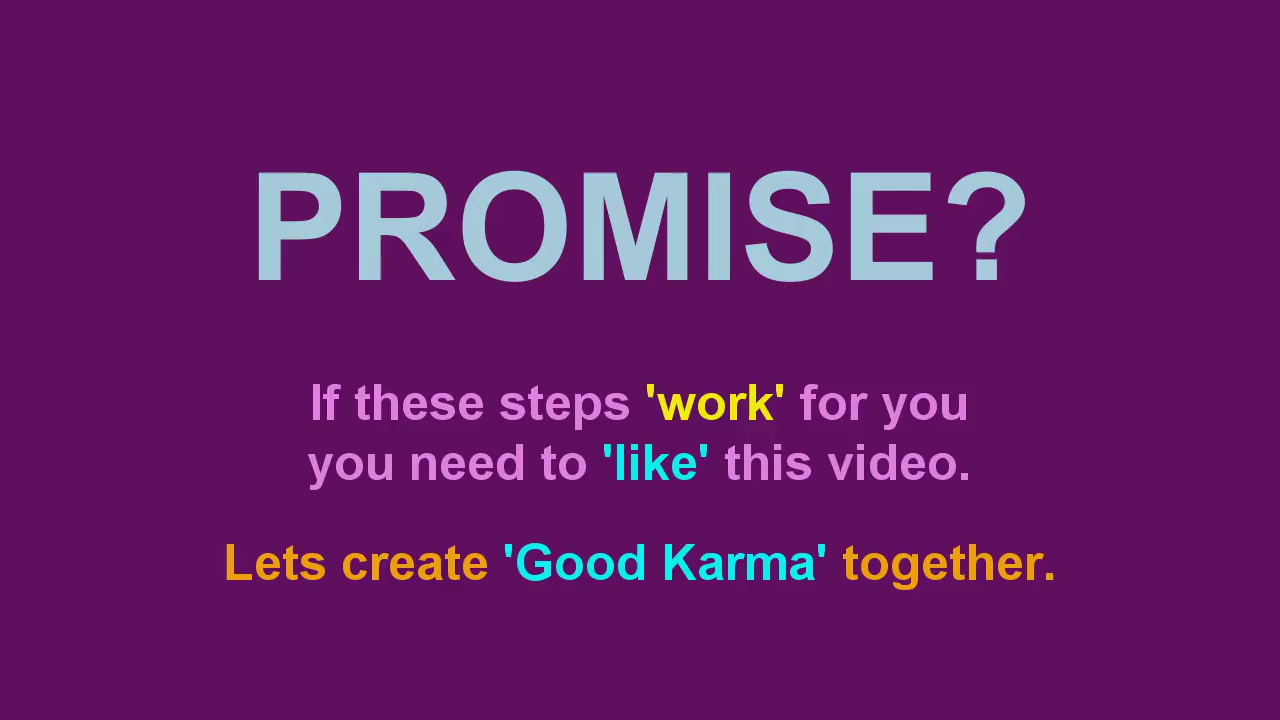 PROMISE?
If these steps 'work' for you
you need to 'like' this video.
Lets create 'Good Karma' together.